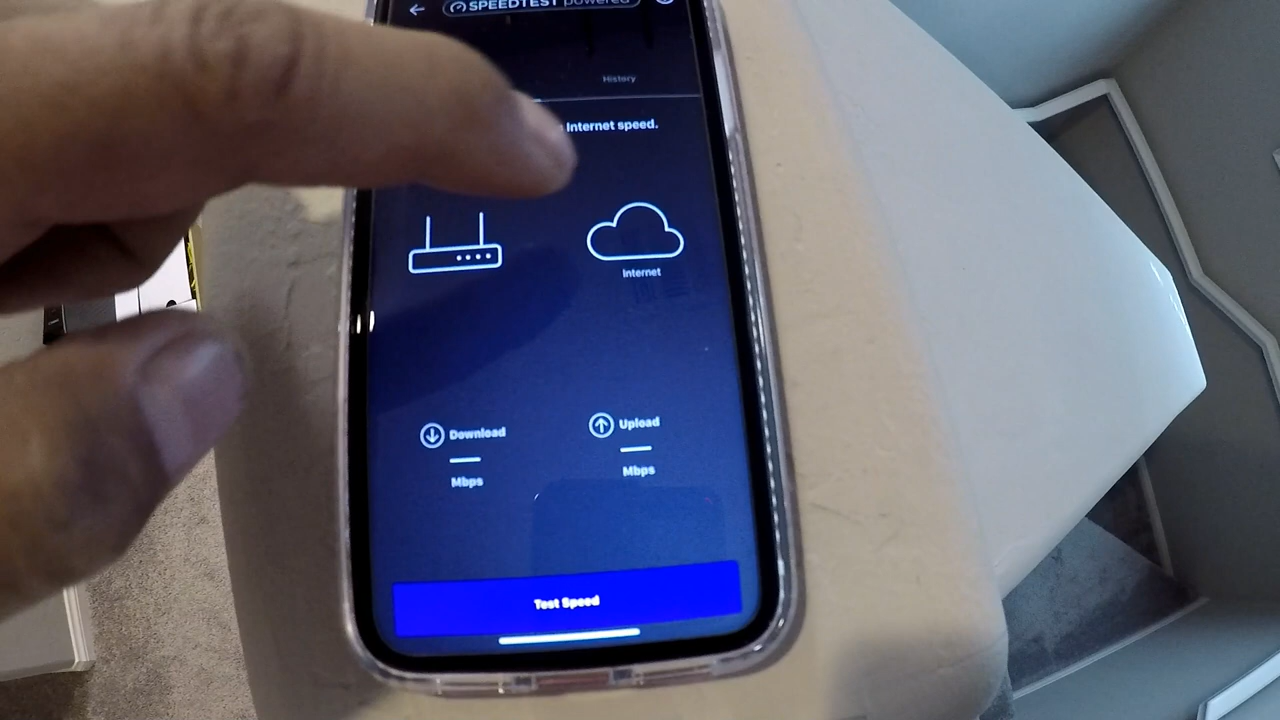 SPEEDTEST powered
History
Internet speed.
Internet
Download
Upload
Mbps
Mbps
Test Speed